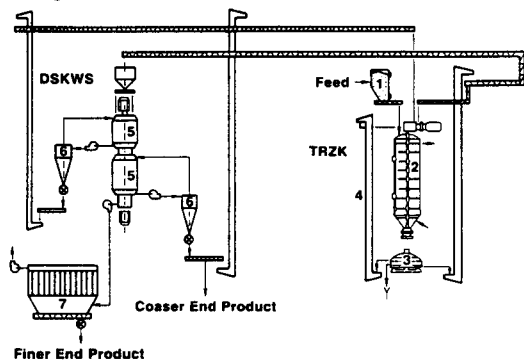 DSKWS
TRZK
Feed
1
5
2
6
5
4
6
3
7
Coaser End Product
Finer End Product